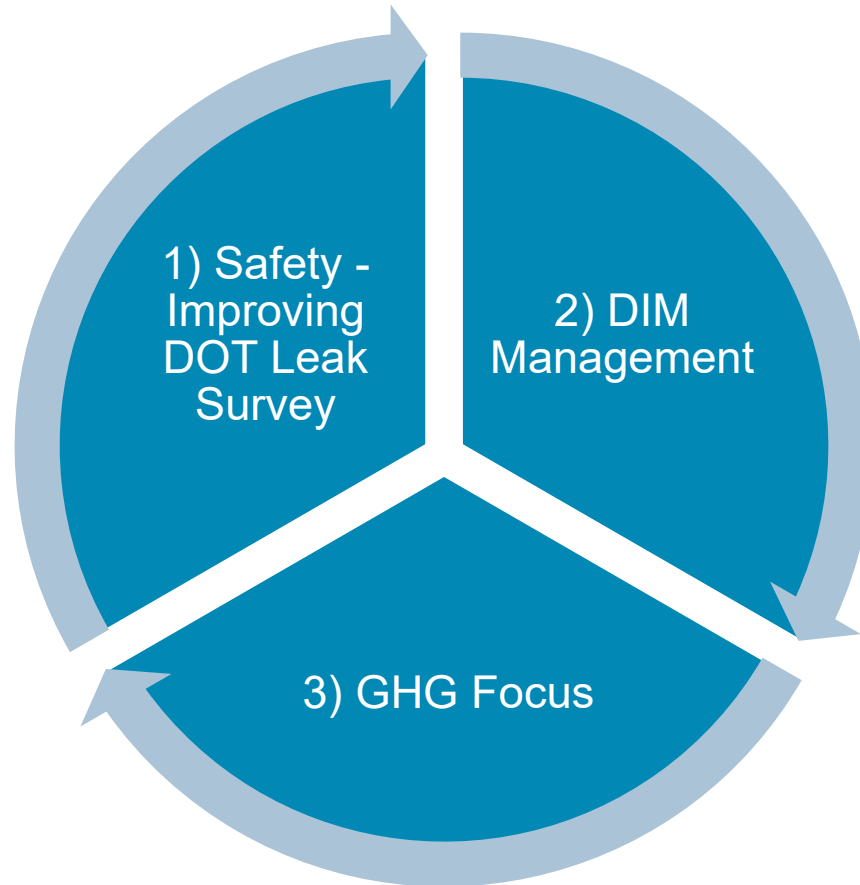 1) Safety -
Improving
DOT Leak
Survey
2) DIM
Management
3) GHG Focus